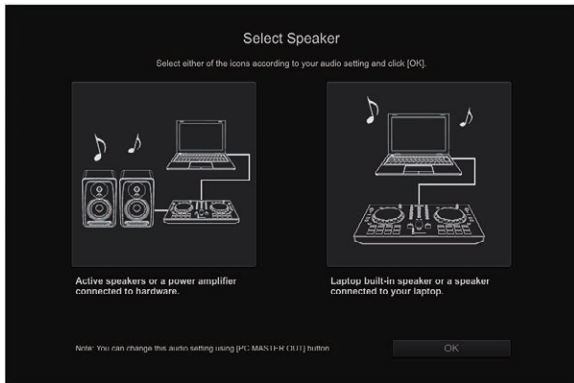 Select Speaker
Select either of the icons according to your audio setting and click [OK].
Active speakers or a power amplifier
connected to hardware.
Laptop built-in speaker or a speaker
connected to your laptop.
Note: You can change this audio setting using [PC MASTER OUT] button
OK